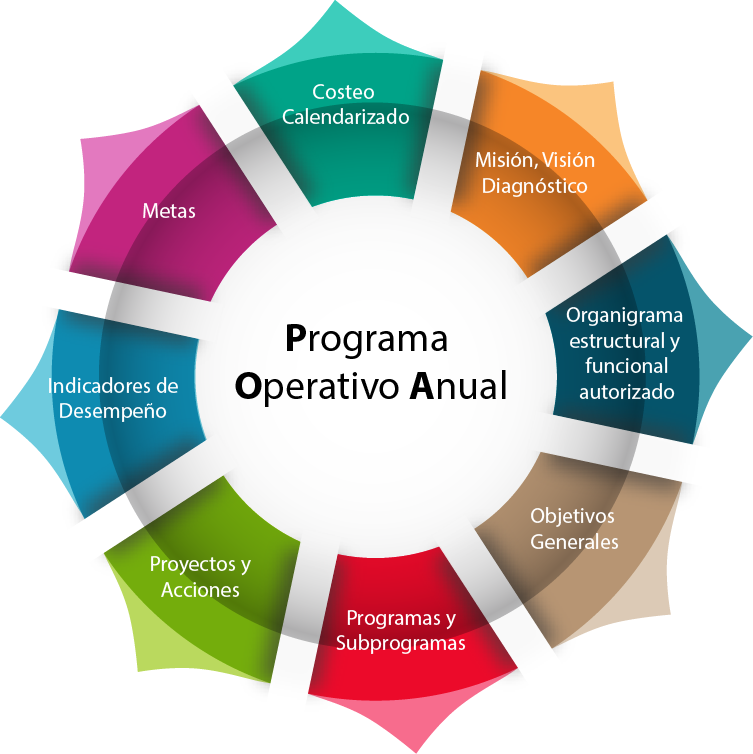 Costeo
Calendarizado
Misión, Visión
Diagnóstico
Organigrama
estructural y
funcional
autorizado
Objetivos
Generales
Programas y
Subprogramas
Proyectos y
Acciones
Indicadores de
Desempeño
Metas
Programa
Operativo Anual